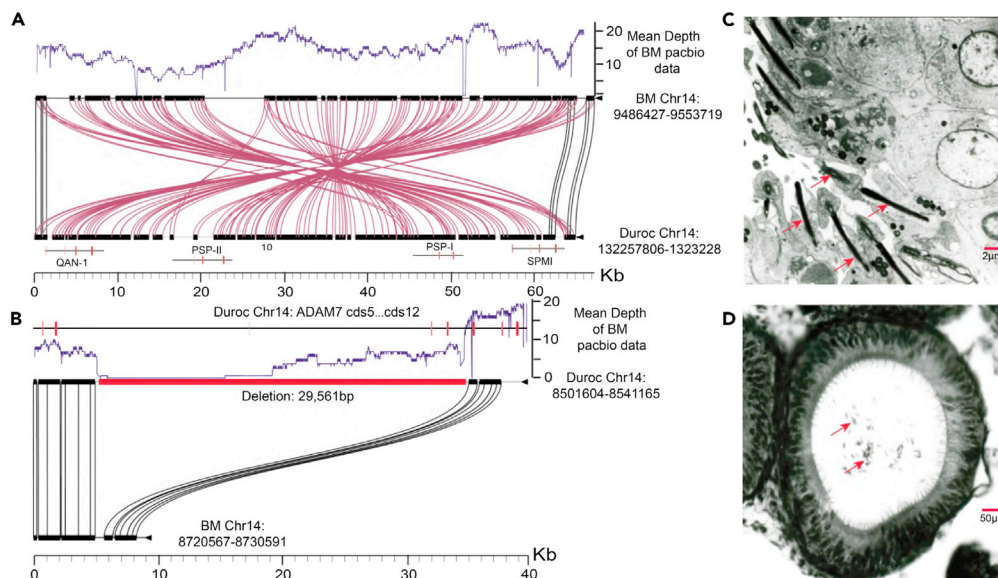 A
20
10
Mean Depth
of BM pacbio
data
BM Chr14:
9486427-9553719
Duroc Chr14:
132257806-1323228
QAN-1
PSP-II
10
PSP-I
SPMI
0
10
20
30
40
50
60
Kb
B
Duroc Chr14: ADAM7 cds5...cds12
20
10
0
Mean Depth
of BM
pacbio data
Deletion: 29,561bp
Duroc Chr14:
8501604-8541165
BM Chr14:
8720567-8730591
0
10
20
30
40
Kb
C
2μm
D
50μ